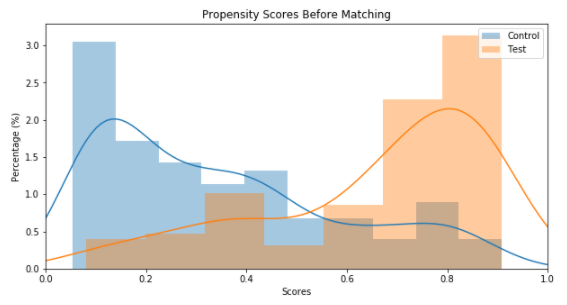 Propensity Scores Before Matching
Control
Test
Percentage (%)
3.0
2.5
2.0
1.5
1.0
0.5
0.0
0.0 0.2 0.4 0.6 0.8 1.0
Scores